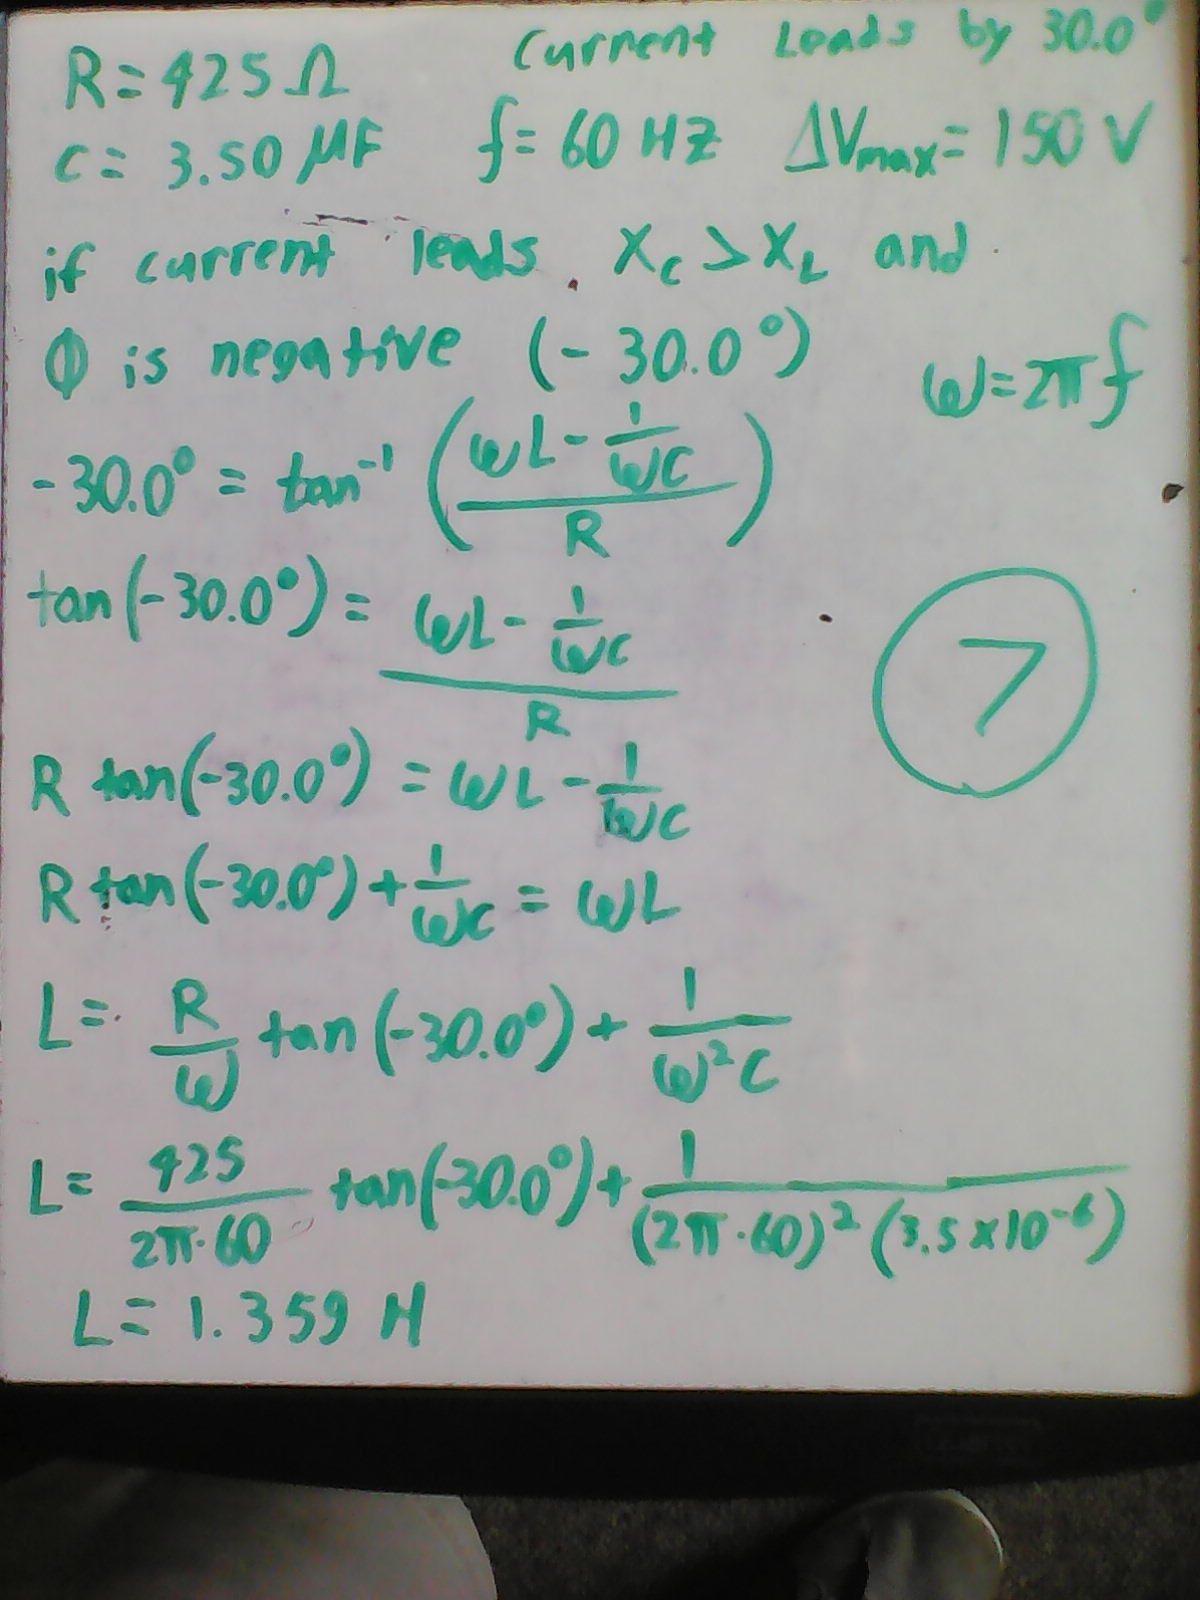 R = 425 Ω Current Leads by 30.0°
C = 3.50 μF f = 60 HZ ΔVmax = 150 V
if current leads Xc > XL and
Φ is negative (- 30.0°) ω = 2πf
-30.0° = tan⁻¹ ((ωL - 1/ωC) / R)
tan(-30.0°) = (ωL - 1/ωC) / R
7
R tan(-30.0°) = ωL - 1/ωC
R tan(-30.0°) + 1/ωC = ωL
L = R/ω tan(-30.0°) + 1/ω²C
L = 425/2π·60 tan(-30.0°) + 1/(2π·60)²(3.5x10⁻⁶)
L = 1.359 H